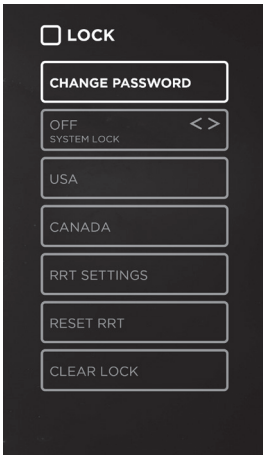 LOCK
CHANGE PASSWORD
OFF < >
SYSTEM LOCK
USA
CANADA
RRT SETTINGS
RESET RRT
CLEAR LOCK